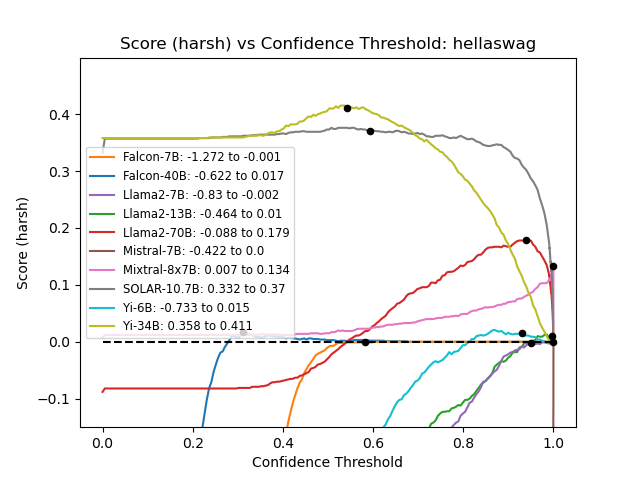 Score (harsh) vs Confidence Threshold: hellaswag
Score (harsh)
0.4
0.3
0.2
0.1
0.0
−0.1
Falcon-7B: -1.272 to -0.001
Falcon-40B: -0.622 to 0.017
Llama2-7B: -0.83 to -0.002
Llama2-13B: -0.464 to 0.01
Llama2-70B: -0.088 to 0.179
Mistral-7B: -0.422 to 0.0
Mixtral-8x7B: 0.007 to 0.134
SOLAR-10.7B: 0.332 to 0.37
Yi-6B: -0.733 to 0.015
Yi-34B: 0.358 to 0.411
0.0 0.2 0.4 0.6 0.8 1.0
Confidence Threshold